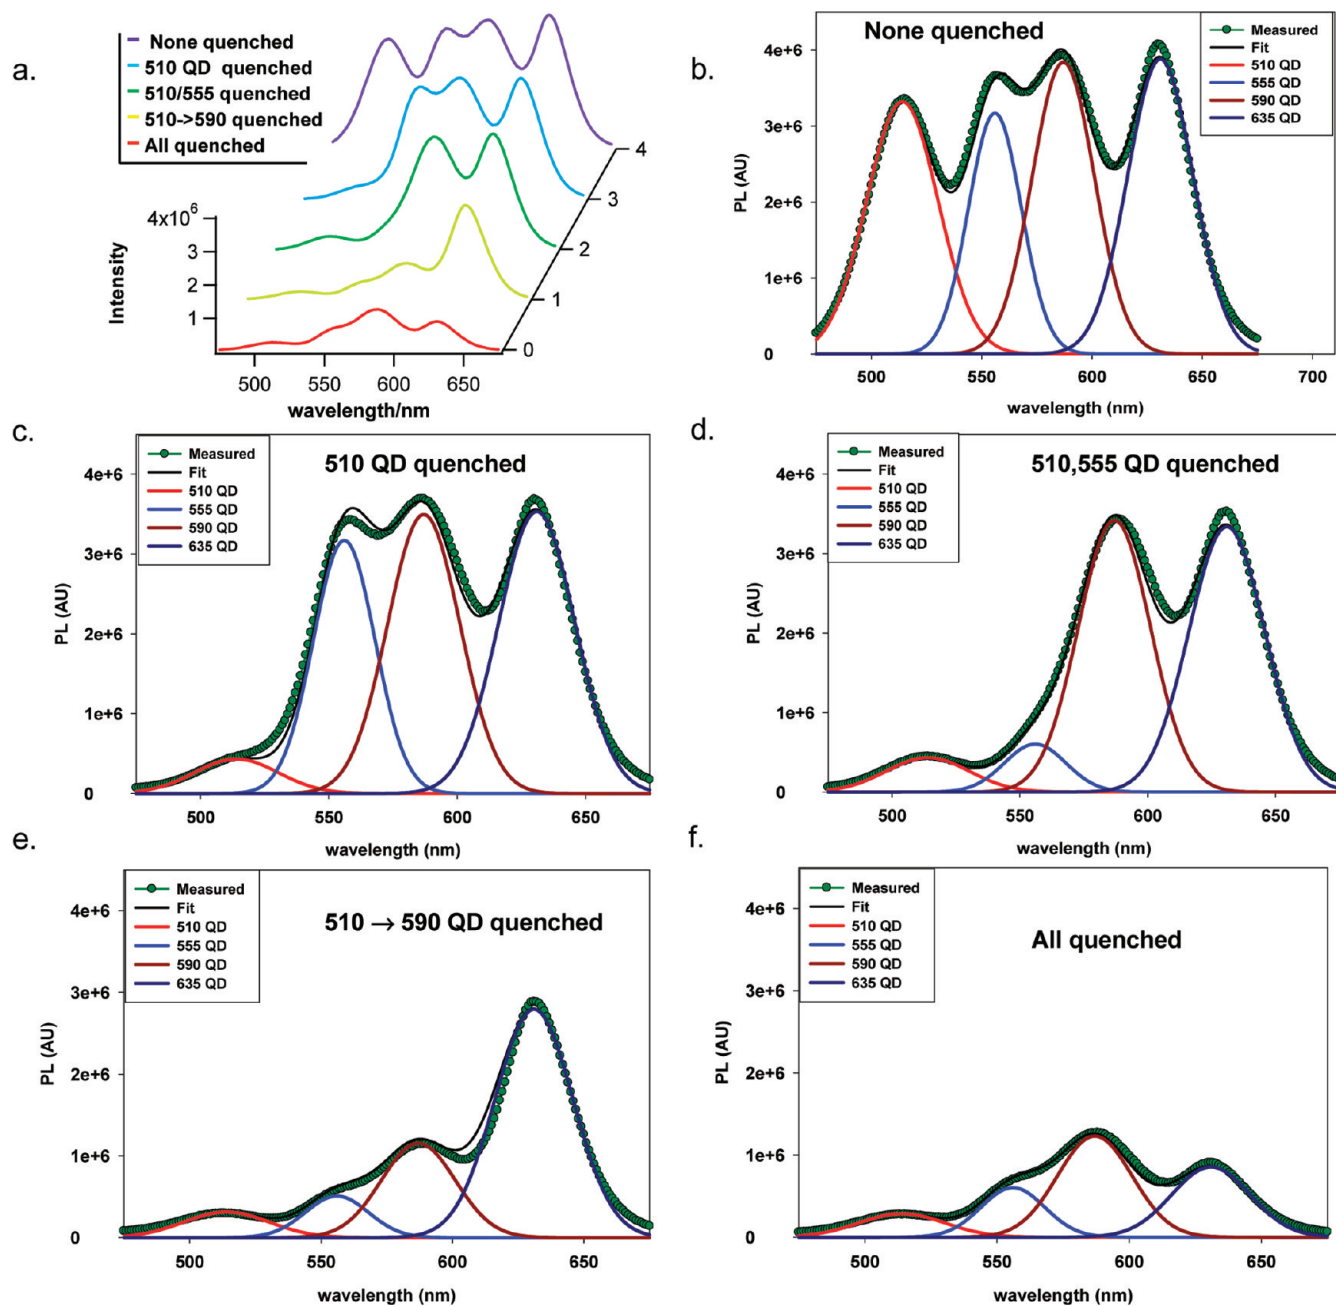 a.
None quenched
510 QD quenched
510/555 quenched
510->590 quenched
All quenched
4
3
2
1
0
4x10⁶
3
2
1
Intensity
500 550 600 650
wavelength/nm
b.
None quenched
Measured
Fit
510 QD
555 QD
590 QD
635 QD
4e+6
3e+6
2e+6
1e+6
0
PL (AU)
500 550 600 650 700
wavelength (nm)
c.
510 QD quenched
Measured
Fit
510 QD
555 QD
590 QD
635 QD
4e+6
3e+6
2e+6
1e+6
0
PL (AU)
500 550 600 650
wavelength (nm)
d.
510,555 QD quenched
Measured
Fit
510 QD
555 QD
590 QD
635 QD
4e+6
3e+6
2e+6
1e+6
0
PL (AU)
500 550 600 650
wavelength (nm)
e.
510 → 590 QD quenched
Measured
Fit
510 QD
555 QD
590 QD
635 QD
4e+6
3e+6
2e+6
1e+6
0
PL (AU)
500 550 600 650
wavelength (nm)
f.
All quenched
Measured
Fit
510 QD
555 QD
590 QD
635 QD
4e+6
3e+6
2e+6
1e+6
0
PL (AU)
500 550 600 650
wavelength (nm)